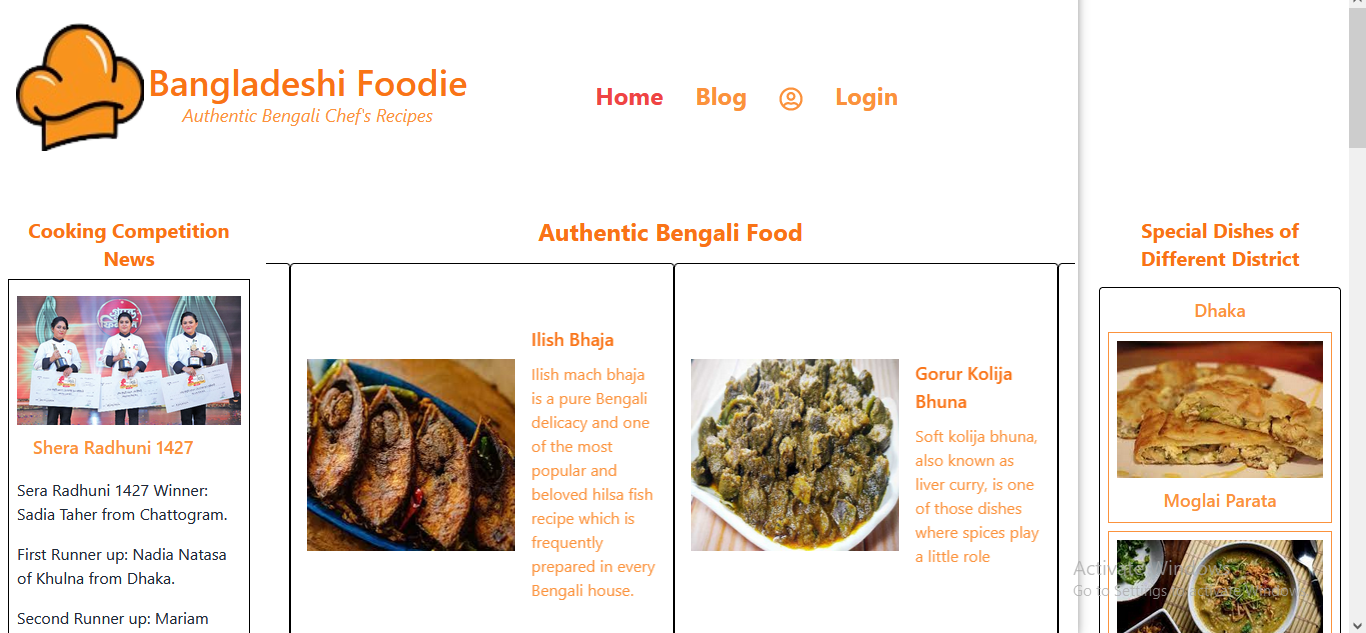 Bangladeshi Foodie
Authentic Bengali Chef's Recipes
Home
Blog
Login
Cooking Competition
News
Shera Radhuni 1427
Sera Radhuni 1427 Winner:
Sadia Taher from Chattogram.
First Runner up: Nadia Natasa
of Khulna from Dhaka.
Second Runner up: Mariam
Authentic Bengali Food
Ilish Bhaja
Ilish mach bhaja
is a pure Bengali
delicacy and one
of the most
popular and
beloved hilsa fish
recipe which is
frequently
prepared in every
Bengali house.
Gorur Kolija
Bhuna
Soft kolija bhuna,
also known as
liver curry, is one
of those dishes
where spices play
a little role
Special Dishes of
Different District
Dhaka
Moglai Parata
Activate Windows
Go to Settings to activate Windows.